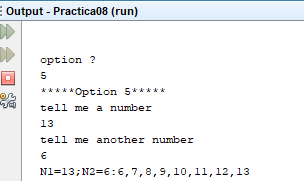 Output - Practica08 (run)
option ?
5
*****Option 5*****
tell me a number
13
tell me another number
6
N1=13;N2=6:6,7,8,9,10,11,12,13